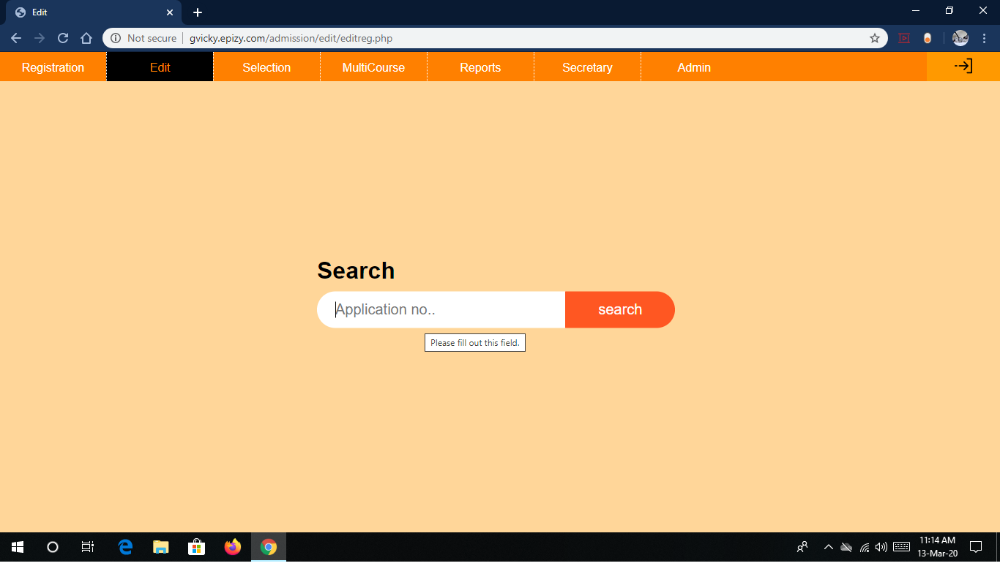 Edit
Not secure
gvicky.epizy.com/admission/edit/editreg.php
Registration
Edit
Selection
MultiCourse
Reports
Secretary
Admin
Search
Application no..
search
Please fill out this field.
11:14 AM
13-Mar-20